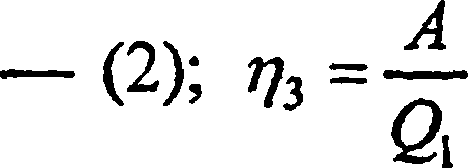 — (2); η₃ = A/Q₁